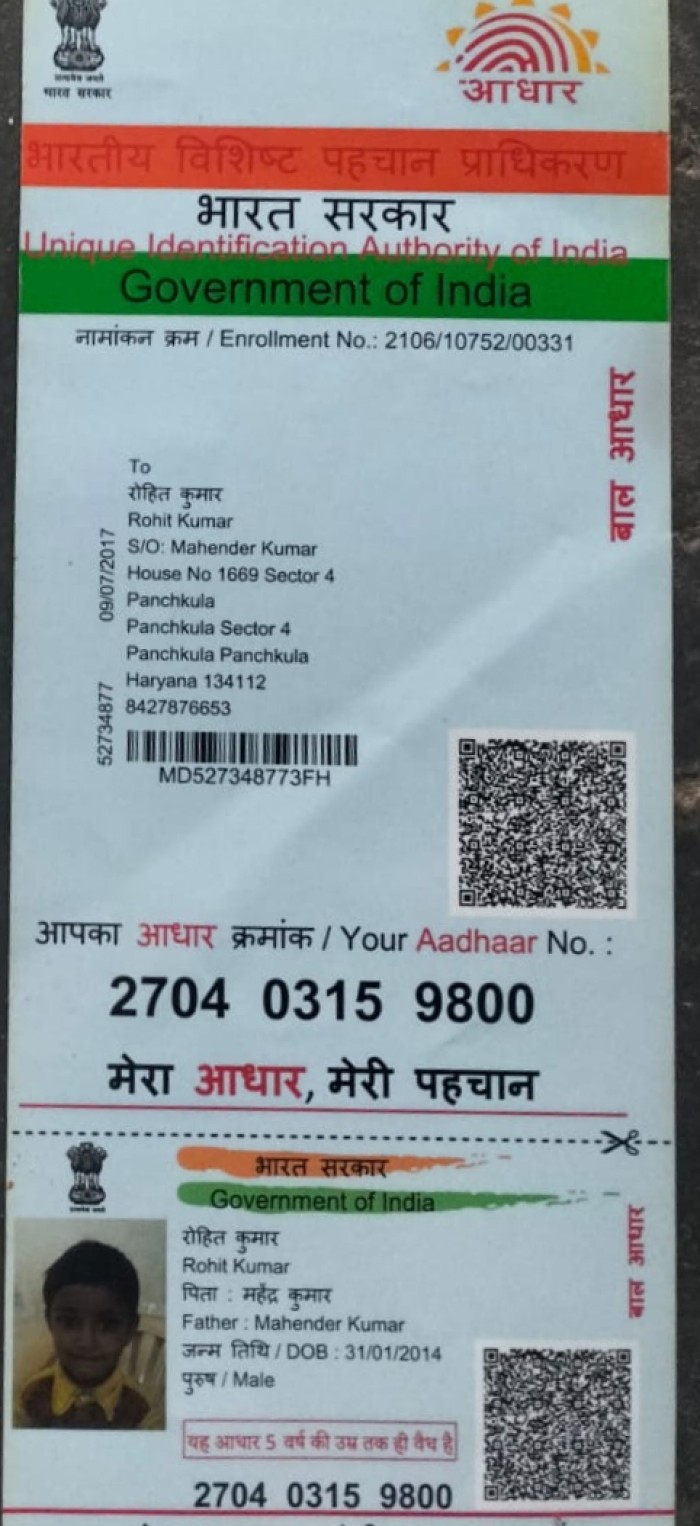 सत्यमेव जयते
भारत सरकार
आधार
भारतीय विशिष्ट पहचान प्राधिकरण
भारत सरकार
Unique Identification Authority of India
Government of India
नामांकन क्रम / Enrollment No.: 2106/10752/00331
बाल आधार
To
रोहित कुमार
Rohit Kumar
S/O: Mahender Kumar
House No 1669 Sector 4
Panchkula
Panchkula Sector 4
Panchkula Panchkula
Haryana 134112
8427876653
09/07/2017
52734877
MD527348773FH
आपका आधार क्रमांक / Your Aadhaar No. :
2704 0315 9800
मेरा आधार, मेरी पहचान
भारत सरकार
Government of India
बाल आधार
रोहित कुमार
Rohit Kumar
पिता : महेंद्र कुमार
Father : Mahender Kumar
जन्म तिथि / DOB : 31/01/2014
पुरुष / Male
यह आधार 5 वर्ष की उम्र तक ही वैध है
2704 0315 9800